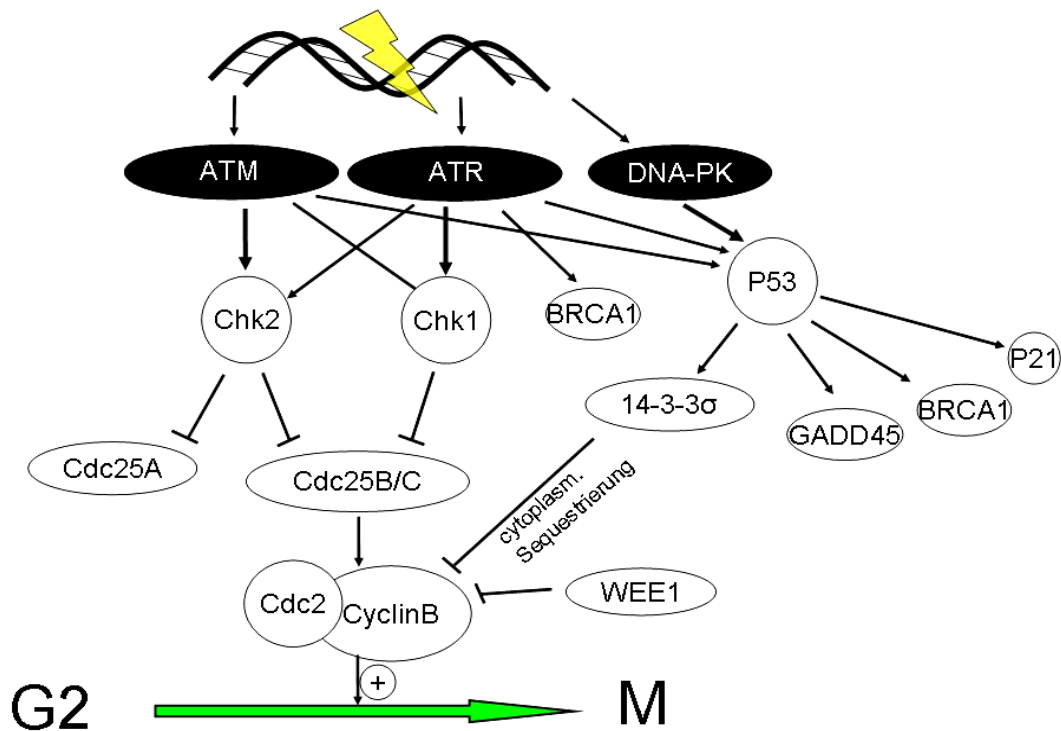 ATM
ATR
DNA-PK
P53
Chk2
Chk1
BRCA1
P21
14-3-3σ
BRCA1
GADD45
Cdc25A
Cdc25B/C
cytoplasm.
Sequestrierung
WEE1
Cdc2
CyclinB
+
G2
M